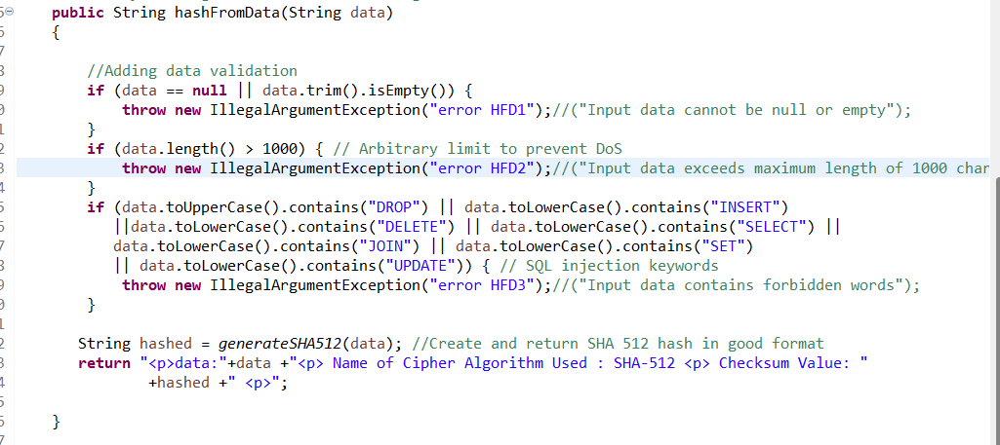 public String hashFromData(String data)
{
//Adding data validation
if (data == null || data.trim().isEmpty()) {
throw new IllegalArgumentException("error HFD1");//("Input data cannot be null or empty");
}
if (data.length() > 1000) { // Arbitrary limit to prevent DoS
throw new IllegalArgumentException("error HFD2");//("Input data exceeds maximum length of 1000 char
}
if (data.toUpperCase().contains("DROP") || data.toLowerCase().contains("INSERT")
||data.toLowerCase().contains("DELETE") || data.toLowerCase().contains("SELECT") ||
data.toLowerCase().contains("JOIN") || data.toLowerCase().contains("SET")
|| data.toLowerCase().contains("UPDATE")) { // SQL injection keywords
throw new IllegalArgumentException("error HFD3");//("Input data contains forbidden words");
}
String hashed = generateSHA512(data); //Create and return SHA 512 hash in good format
return "<p>data:"+data +"<p> Name of Cipher Algorithm Used : SHA-512 <p> Checksum Value: "
+hashed +" <p>";
}